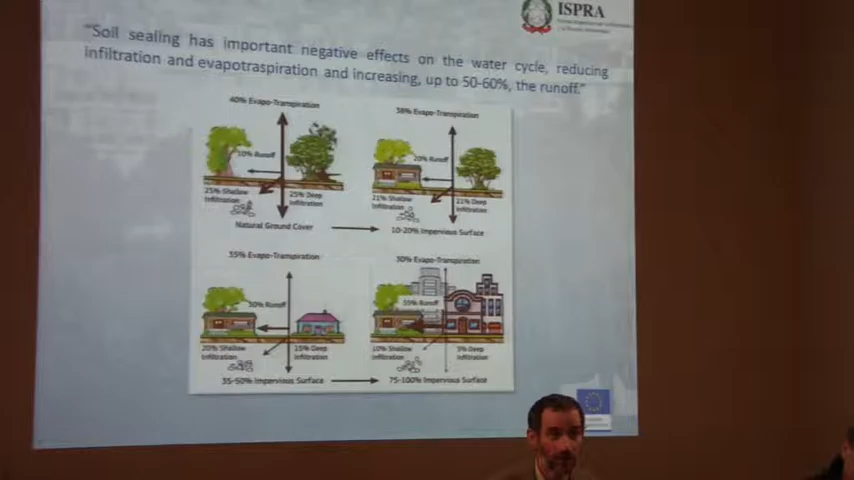 ISPRA
"Soil sealing has important negative effects on the water cycle, reducing
infiltration and evapotraspiration and increasing, up to 50-60%, the runoff."
40% Evapo-Transpiration
10% Runoff
25% Shallow
Infiltration
25% Deep
Infiltration
Natural Ground Cover
38% Evapo-Transpiration
20% Runoff
21% Shallow
Infiltration
21% Deep
Infiltration
10-20% Impervious Surface
35% Evapo-Transpiration
30% Runoff
20% Shallow
Infiltration
15% Deep
Infiltration
35-50% Impervious Surface
30% Evapo-Transpiration
55% Runoff
10% Shallow
Infiltration
5% Deep
Infiltration
75-100% Impervious Surface